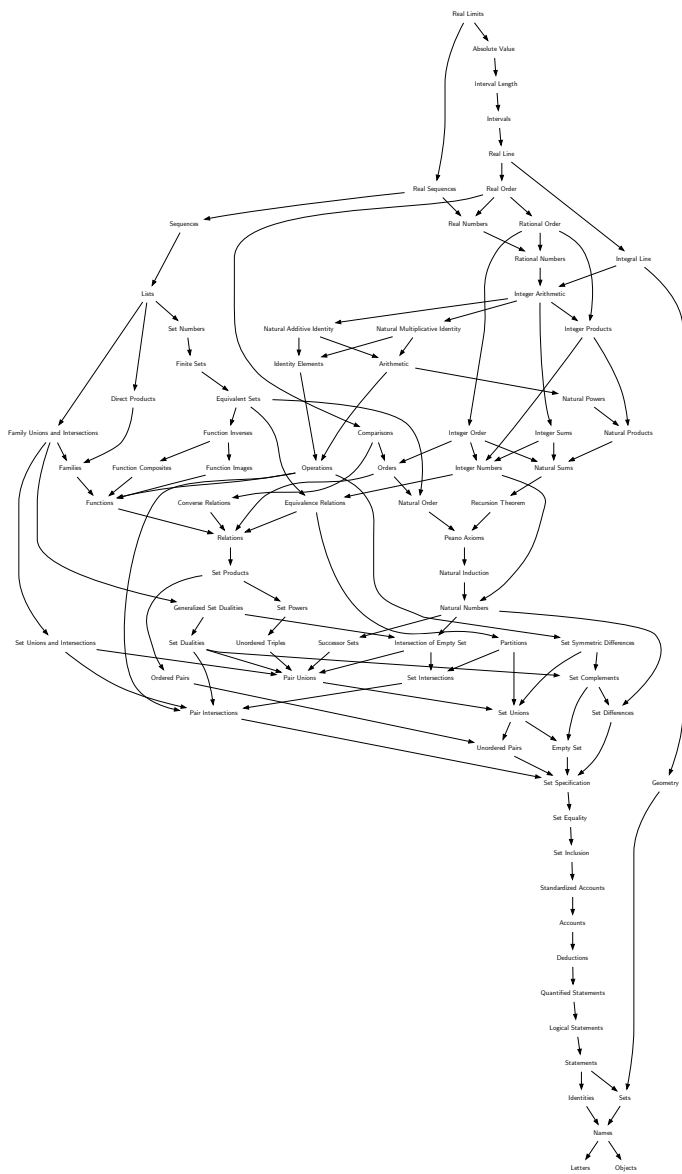 Real Limits
Absolute Value
Interval Length
Intervals
Real Line
Real Sequences Real Order
Sequences Real Numbers Rational Order
Rational Numbers Integral Line
Lists Integer Arithmetic
Set Numbers Natural Additive Identity Natural Multiplicative Identity Integer Products
Finite Sets Identity Elements Arithmetic
Direct Products Equivalent Sets Natural Powers
Family Unions and Intersections Function Inverses Comparisons Integer Order Integer Sums Natural Products
Families Function Composites Function Images Operations Orders Integer Numbers Natural Sums
Functions Converse Relations Equivalence Relations Natural Order Recursion Theorem
Relations Peano Axioms
Set Products Natural Induction
Generalized Set Dualities Set Powers Natural Numbers
Set Unions and Intersections Set Dualities Unordered Triples Successor Sets Intersection of Empty Set Partitions Set Symmetric Differences
Ordered Pairs Pair Unions Set Intersections Set Complements
Pair Intersections Set Unions Set Differences
Unordered Pairs Empty Set
Set Specification Geometry
Set Equality
Set Inclusion
Standardized Accounts
Accounts
Deductions
Quantified Statements
Logical Statements
Statements
Identities Sets
Names
Letters Objects